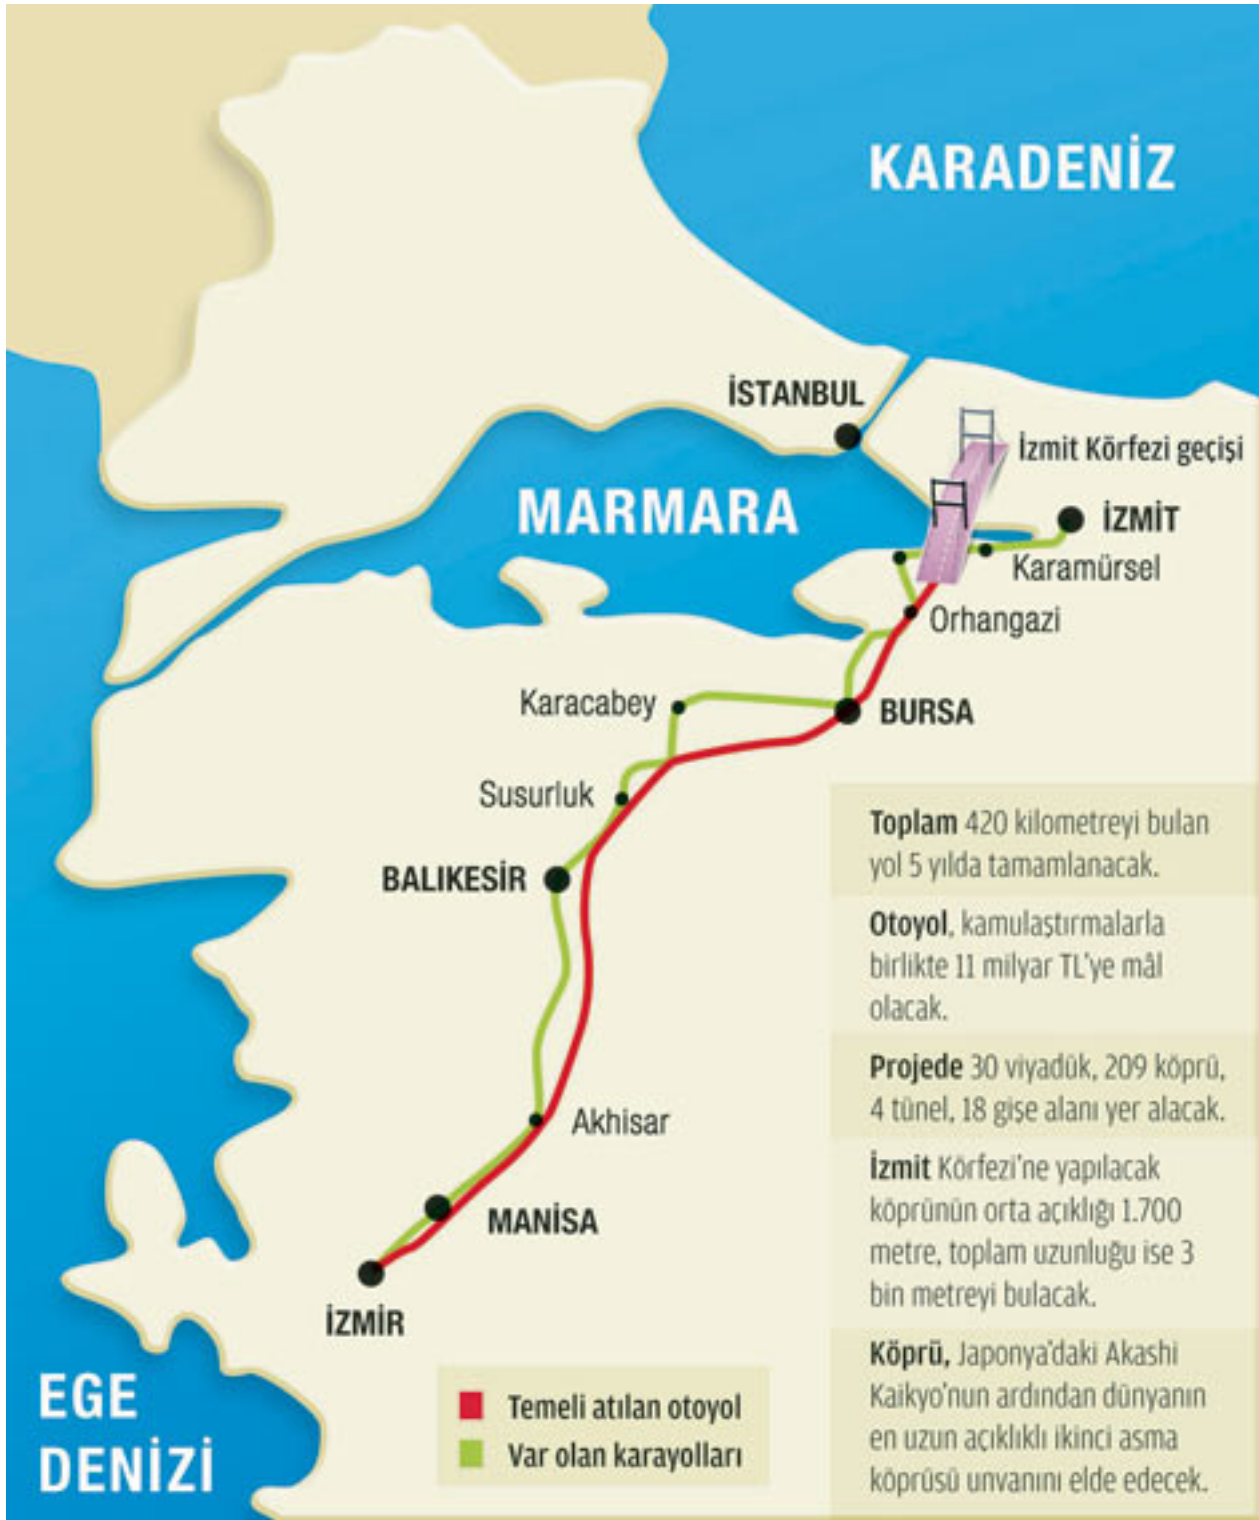 KARADENİZ
İSTANBUL
İzmit Körfezi geçişi
MARMARA
İZMİT
Karamürsel
Orhangazi
Karacabey
BURSA
Susurluk
BALIKESİR
Akhisar
MANİSA
İZMİR
EGE
DENİZİ
Temeli atılan otoyol
Var olan karayolları
Toplam 420 kilometreyi bulan
yol 5 yılda tamamlanacak.
Otoyol, kamulaştırmalarla
birlikte 11 milyar TL'ye mâl
olacak.
Projede 30 viyadük, 209 köprü,
4 tünel, 18 gişe alanı yer alacak.
İzmit Körfezi'ne yapılacak
köprünün orta açıklığı 1.700
metre, toplam uzunluğu ise 3
bin metreyi bulacak.
Köprü, Japonya'daki Akashi
Kaikyo'nun ardından dünyanın
en uzun açıklıklı ikinci asma
köprüsü unvanını elde edecek.